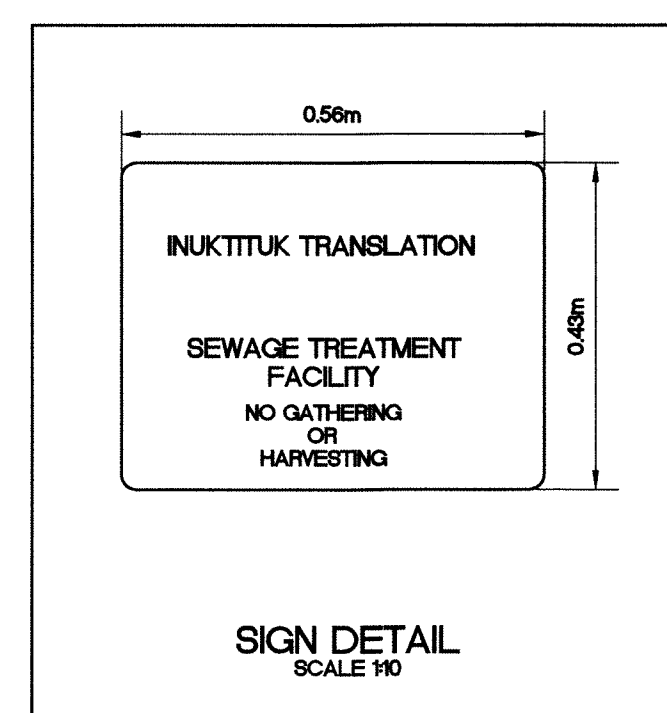 0.56m
INUKTITUK TRANSLATION
0.43m
SEWAGE TREATMENT
FACILITY
NO GATHERING
OR
HARVESTING
SIGN DETAIL
SCALE 1:10